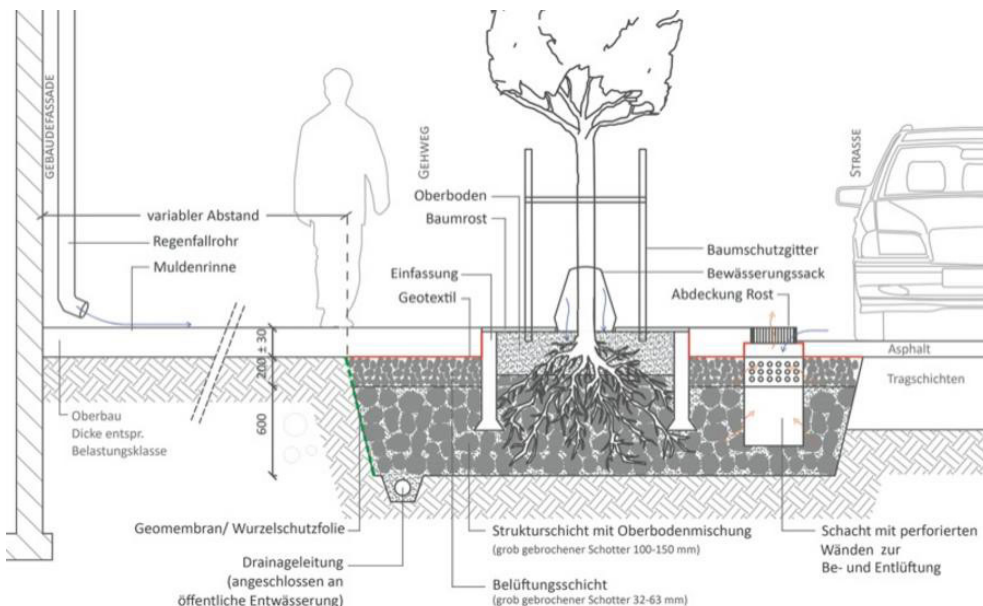 GEBÄUDEFASSADE
variabler Abstand
Regenfallrohr
Muldenrinne
GEHWEG
Oberboden
Baumrost
Einfassung
Geotextil
Baumschutzgitter
Bewässerungssack
Abdeckung Rost
STRASSE
Asphalt
Tragschichten
200 ± 30
600
Oberbau
Dicke entspr.
Belastungsklasse
Geomembran/ Wurzelschutzfolie
Drainageleitung
(angeschlossen an
öffentliche Entwässerung)
Strukturschicht mit Oberbodenmischung
(grob gebrochener Schotter 100-150 mm)
Belüftungsschicht
(grob gebrochener Schotter 32-63 mm)
Schacht mit perforierten
Wänden zur
Be- und Entlüftung